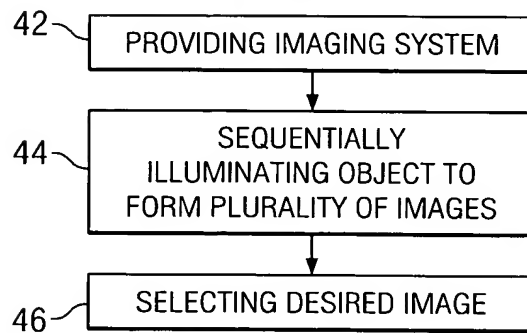 42
PROVIDING IMAGING SYSTEM
44
SEQUENTIALLY
ILLUMINATING OBJECT TO
FORM PLURALITY OF IMAGES
46
SELECTING DESIRED IMAGE